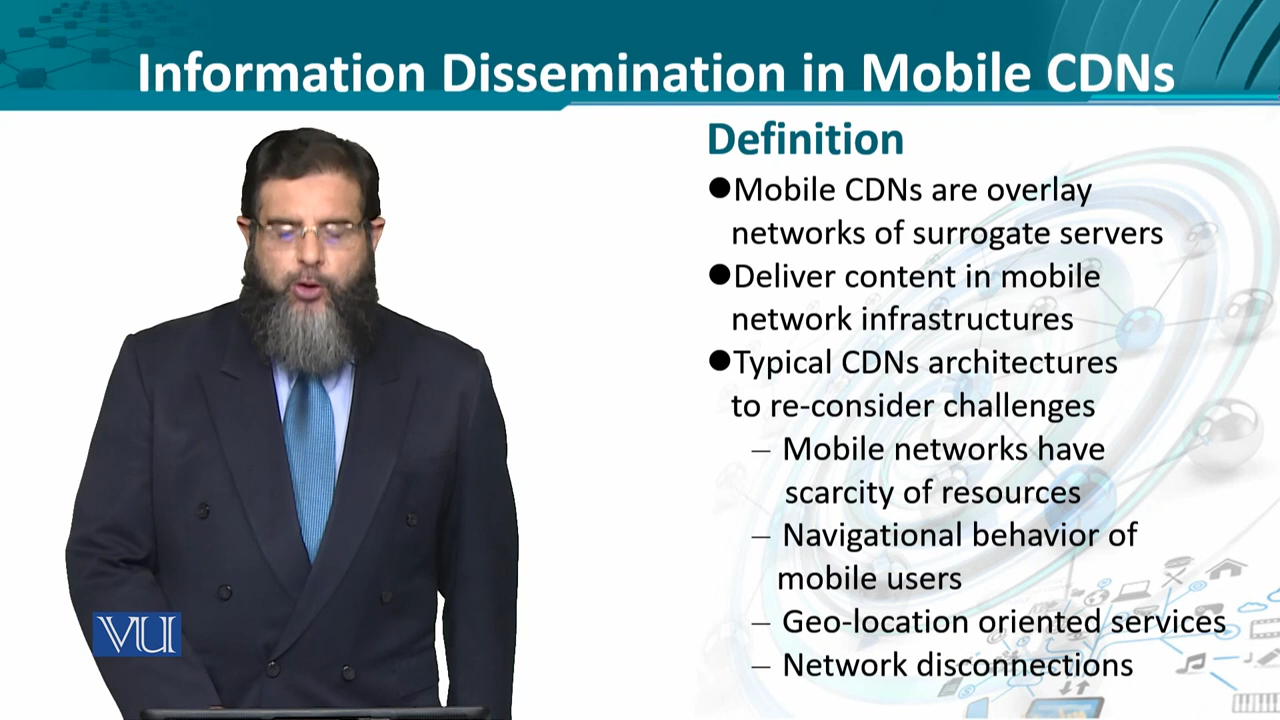 Information Dissemination in Mobile CDNs
Definition
●Mobile CDNs are overlay
networks of surrogate servers
●Deliver content in mobile
network infrastructures
●Typical CDNs architectures
to re-consider challenges
– Mobile networks have
scarcity of resources
– Navigational behavior of
mobile users
– Geo-location oriented services
– Network disconnections
VU